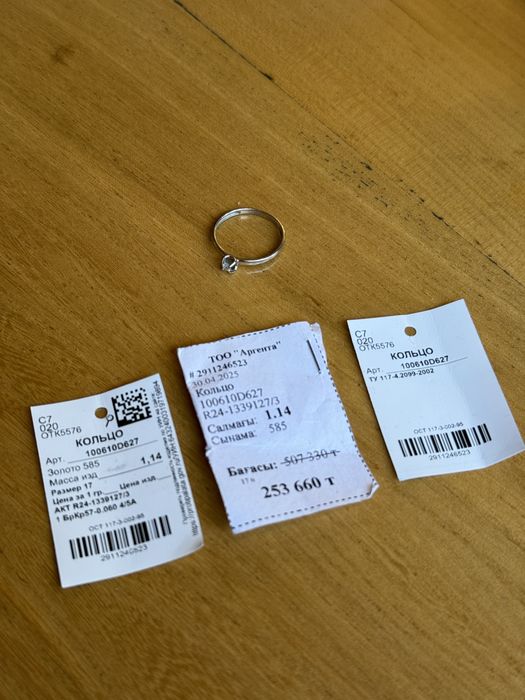 С7
020
ОТК5576
КОЛЬЦО
Арт. 100610D627
Золото 585
Масса изд. 1,14
Размер 17
Цена за 1 гр. Цена изд.
АКТ R24-1339127/3
1 БрКр57-0.060 4/5А
ОСТ 117-3-002-95
2911246523
ТОО "Аргента"
# 2911246523
30.04.2025
Кольцо
100610D627
R24-1339127/3
Салмағы: 1.14
Сынама: 585
Бағасы: 507 330 т
17ж
253 660 т
С7
020
ОТК5576
КОЛЬЦО
Арт. 100610D627
ТУ 117-4.2099-2002
ОСТ 117-3-002-95
2911246523